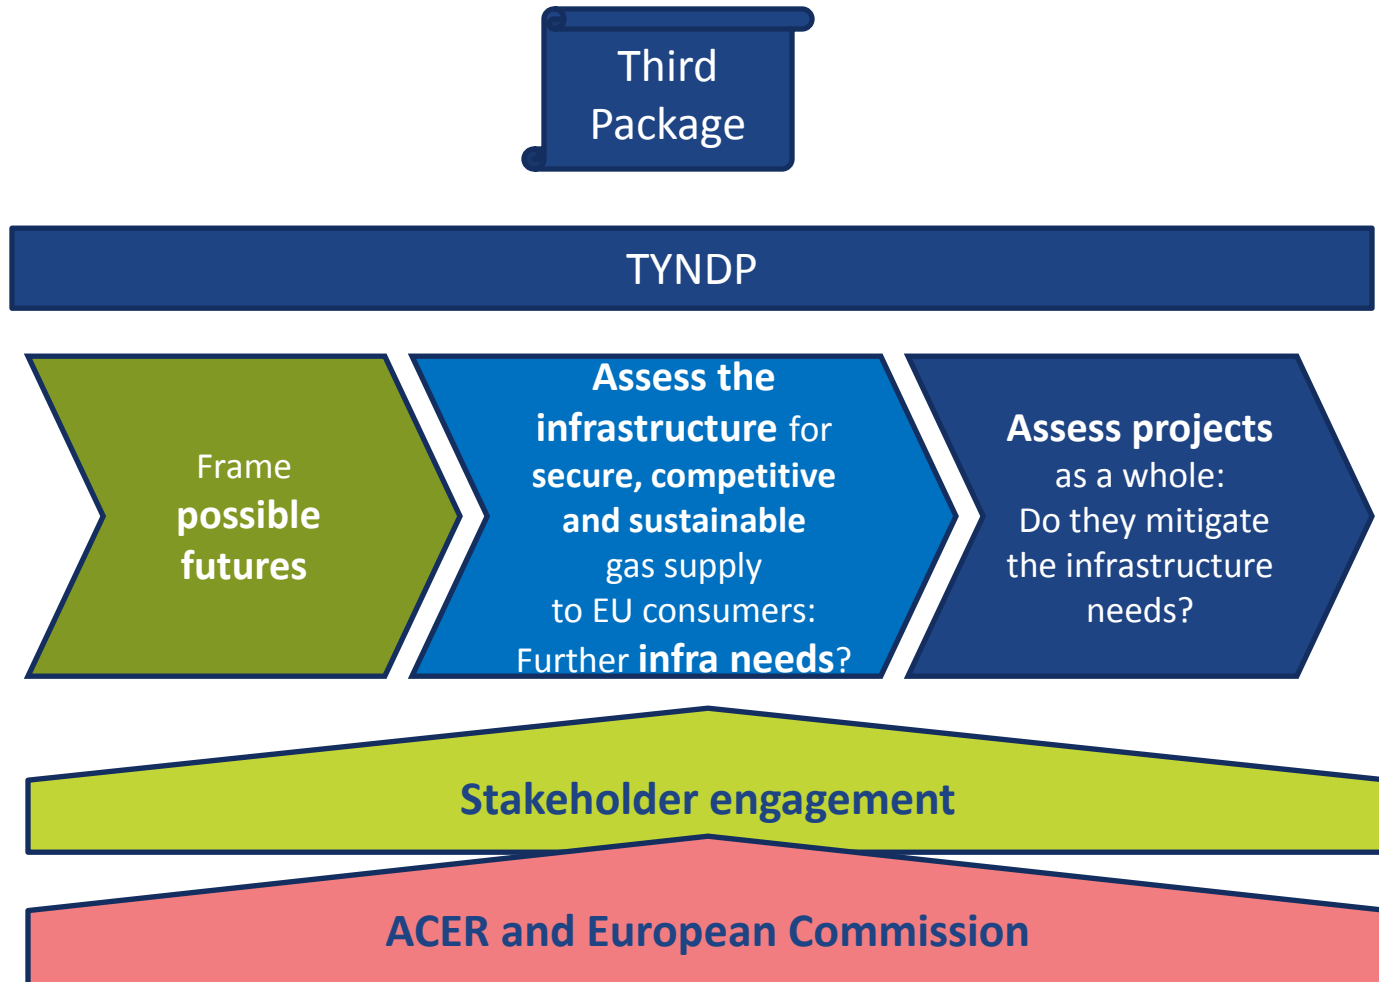 Third
Package
TYNDP
Frame
possible
futures
Assess the
infrastructure for
secure, competitive
and sustainable
gas supply
to EU consumers:
Further infra needs?
Assess projects
as a whole:
Do they mitigate
the infrastructure
needs?
Stakeholder engagement
ACER and European Commission